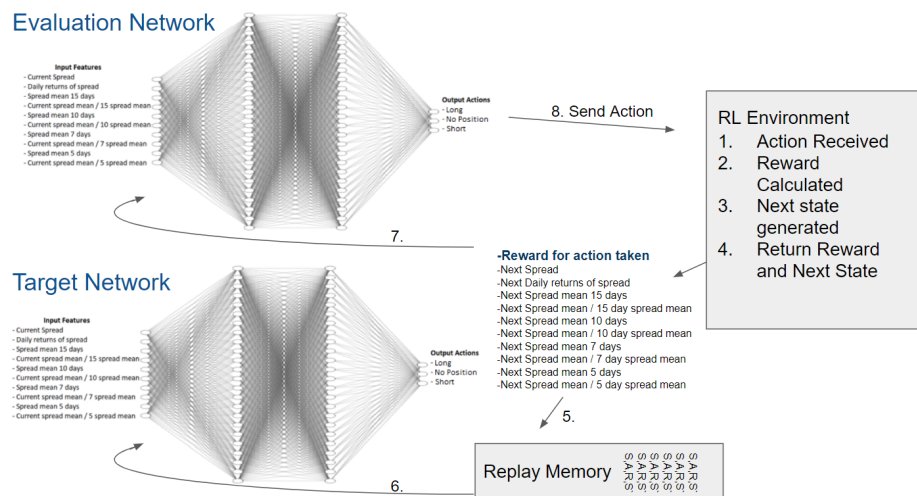 Evaluation Network
Input Features
- Current Spread
- Daily returns of spread
- Spread mean 15 days
- Current spread mean / 15 spread mean
- Spread mean 10 days
- Current spread mean / 10 spread mean
- Spread mean 7 days
- Current spread mean / 7 spread mean
- Spread mean 5 days
- Current spread mean / 5 spread mean
Output Actions
- Long
- No Position
- Short
8. Send Action
RL Environment
1. Action Received
2. Reward
Calculated
3. Next state
generated
4. Return Reward
and Next State
7.
-Reward for action taken
-Next Spread
-Next Daily returns of spread
-Next Spread mean 15 days
-Next Spread mean / 15 day spread mean
-Next Spread mean 10 days
-Next Spread mean / 10 day spread mean
-Next Spread mean 7 days
-Next Spread mean / 7 day spread mean
-Next Spread mean 5 days
-Next Spread mean / 5 day spread mean
Target Network
Input Features
- Current Spread
- Daily returns of spread
- Spread mean 15 days
- Current spread mean / 15 spread mean
- Spread mean 10 days
- Current spread mean / 10 spread mean
- Spread mean 7 days
- Current spread mean / 7 spread mean
- Spread mean 5 days
- Current spread mean / 5 spread mean
Output Actions
- Long
- No Position
- Short
5.
Replay Memory
S,A,R,S'
S,A,R,S'
S,A,R,S'
S,A,R,S'
S,A,R,S'
S,A,R,S'
6.